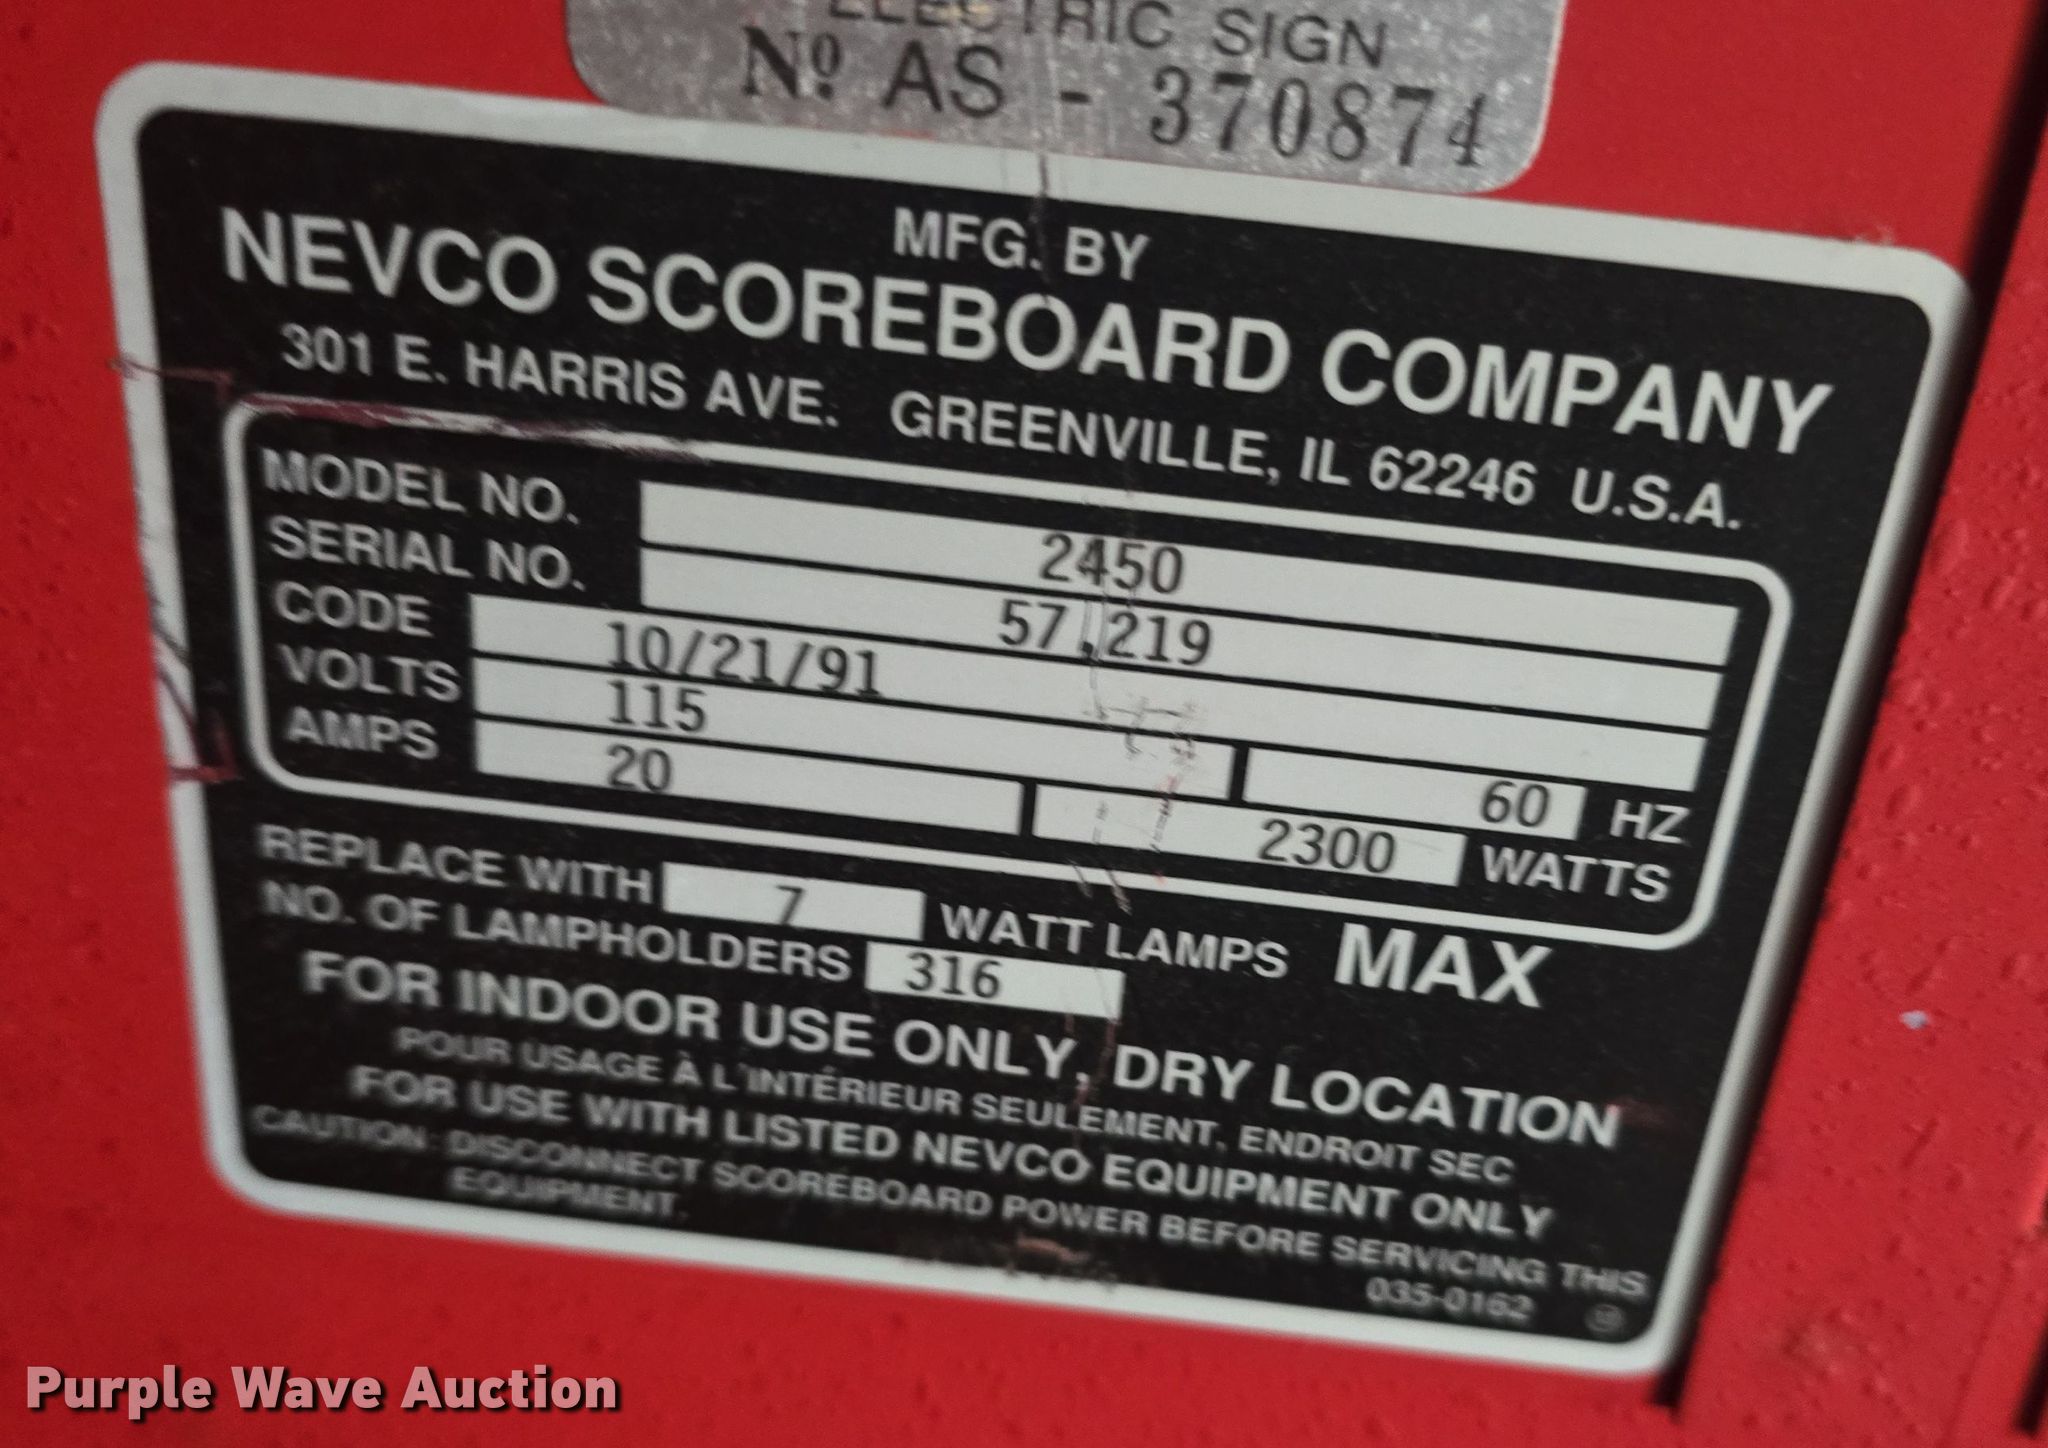 ELECTRIC SIGN
Nº AS - 370874
MFG. BY
NEVCO SCOREBOARD COMPANY
301 E. HARRIS AVE. GREENVILLE, IL 62246 U.S.A.
MODEL NO. 2450
SERIAL NO. 57,219
CODE 10/21/91
VOLTS 115 60 HZ
AMPS 20 2300 WATTS
REPLACE WITH 7 WATT LAMPS MAX
NO. OF LAMPHOLDERS 316
FOR INDOOR USE ONLY, DRY LOCATION
POUR USAGE À L'INTÉRIEUR SEULEMENT, ENDROIT SEC
FOR USE WITH LISTED NEVCO EQUIPMENT ONLY
CAUTION: DISCONNECT SCOREBOARD POWER BEFORE SERVICING THIS
EQUIPMENT.
035-0162
Purple Wave Auction